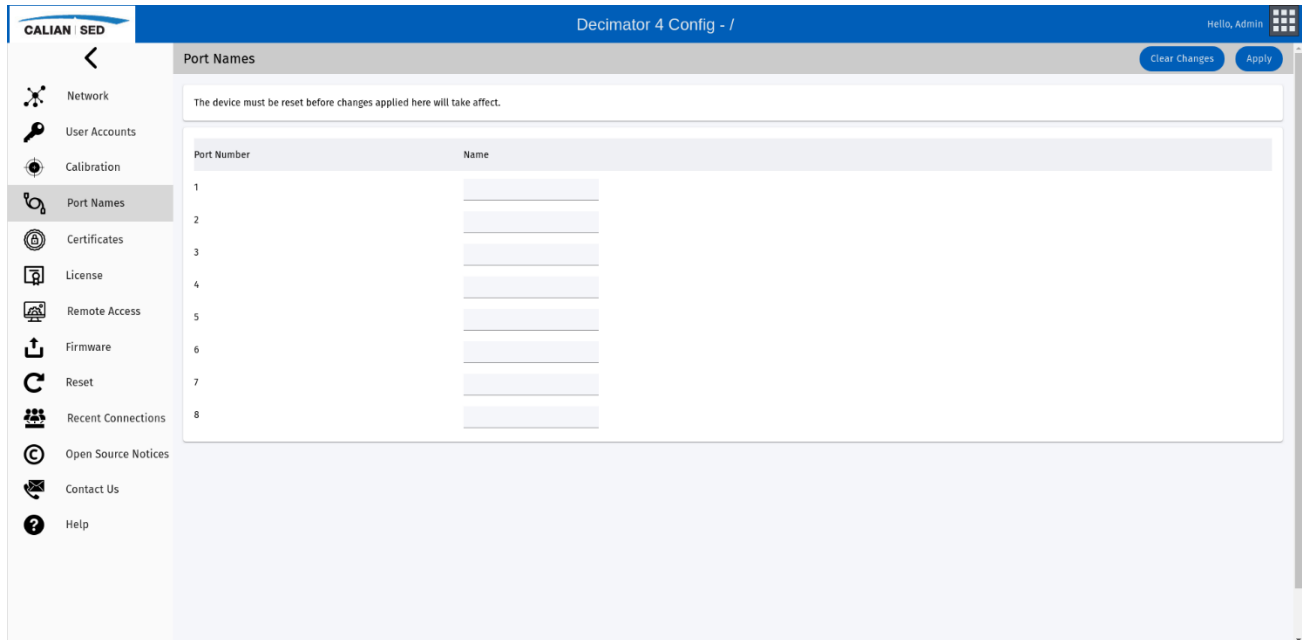 CALIAN SED
Decimator 4 Config - /
Hello, Admin
Port Names
Clear Changes
Apply
Network
User Accounts
Calibration
Port Names
Certificates
License
Remote Access
Firmware
Reset
Recent Connections
Open Source Notices
Contact Us
Help
The device must be reset before changes applied here will take affect.
Port Number Name
1
2
3
4
5
6
7
8